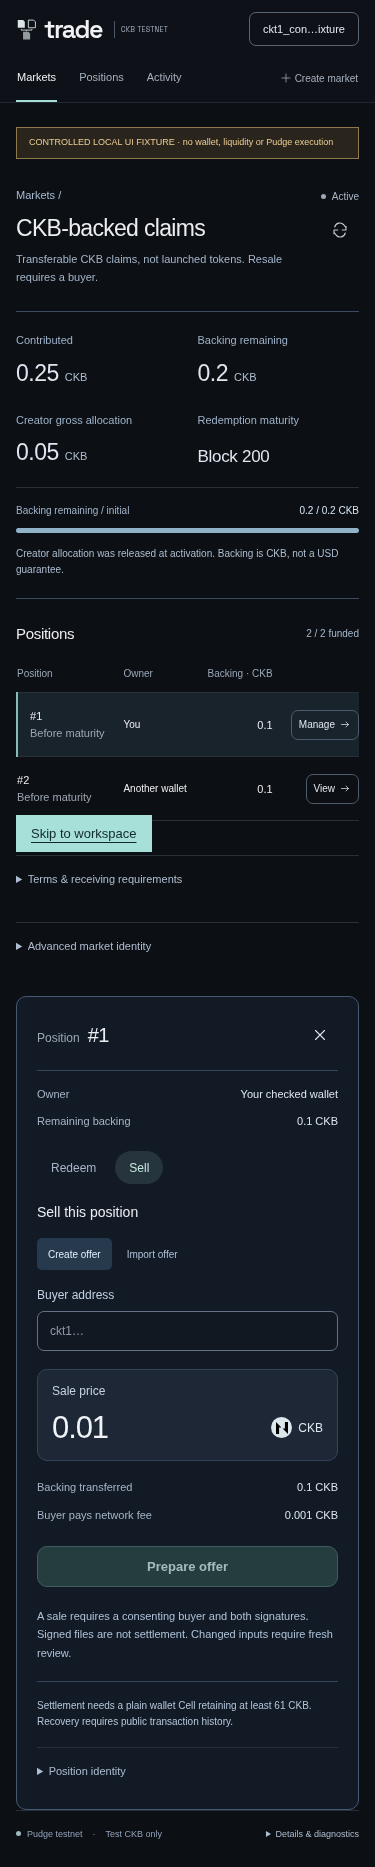 trade CKB TESTNET ckt1_con…ixture
Markets Positions Activity + Create market
CONTROLLED LOCAL UI FIXTURE · no wallet, liquidity or Pudge execution
Markets / Active
CKB-backed claims
Transferable CKB claims, not launched tokens. Resale
requires a buyer.
Contributed Backing remaining
0.25 CKB 0.2 CKB
Creator gross allocation Redemption maturity
0.05 CKB Block 200
Backing remaining / initial 0.2 / 0.2 CKB
Creator allocation was released at activation. Backing is CKB, not a USD
guarantee.
Positions 2 / 2 funded
Position Owner Backing · CKB
#1
Before maturity You 0.1 Manage →
#2
Before maturity Another wallet 0.1 View →
Skip to workspace
Terms & receiving requirements
Advanced market identity
Position #1
Owner Your checked wallet
Remaining backing 0.1 CKB
Redeem Sell
Sell this position
Create offer Import offer
Buyer address
ckt1…
Sale price
0.01 CKB
Backing transferred 0.1 CKB
Buyer pays network fee 0.001 CKB
Prepare offer
A sale requires a consenting buyer and both signatures.
Signed files are not settlement. Changed inputs require fresh
review.
Settlement needs a plain wallet Cell retaining at least 61 CKB.
Recovery requires public transaction history.
Position identity
Pudge testnet · Test CKB only Details & diagnostics